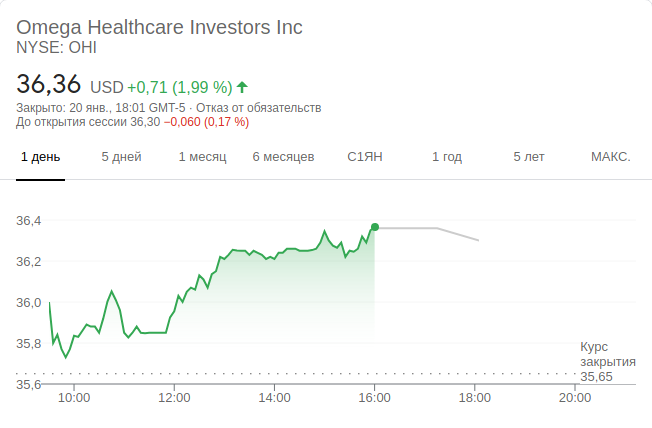 Omega Healthcare Investors Inc
NYSE: OHI
36,36 USD +0,71 (1,99 %)
Закрыто: 20 янв., 18:01 GMT-5 · Отказ от обязательств
До открытия сессии 36,30 −0,060 (0,17 %)
1 день 5 дней 1 месяц 6 месяцев С1ЯН 1 год 5 лет МАКС.
36,4
36,2
36,0
35,8
Курс
закрытия
35,65
35,6
10:00 12:00 14:00 16:00 18:00 20:00